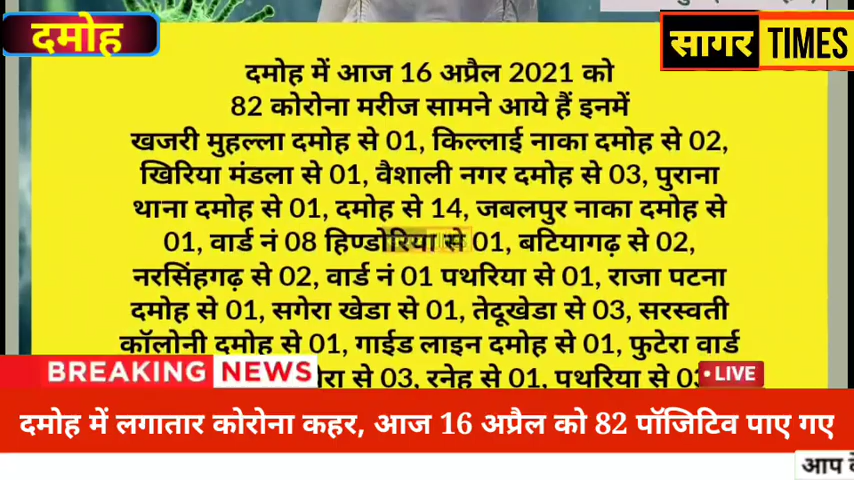 दमोह
सागर TIMES
दमोह में आज 16 अप्रैल 2021 को
82 कोरोना मरीज सामने आये हैं इनमें
खजरी मुहल्ला दमोह से 01, किल्लाई नाका दमोह से 02,
खिरिया मंडला से 01, वैशाली नगर दमोह से 03, पुराना
थाना दमोह से 01, दमोह से 14, जबलपुर नाका दमोह से
01, वार्ड नं 08 हिण्डोरिया से 01, बटियागढ़ से 02,
नरसिंहगढ़ से 02, वार्ड नं 01 पथरिया से 01, राजा पटना
दमोह से 01, सगेरा खेडा से 01, तेदूखेडा से 03, सरस्वती
कॉलोनी दमोह से 01, गाईड लाइन दमोह से 01, फुटेरा वार्ड
से 03, रनेह से 01, पथरिया से
BREAKING NEWS
LIVE
दमोह में लगातार कोरोना कहर, आज 16 अप्रैल को 82 पॉजिटिव पाए गए
आप